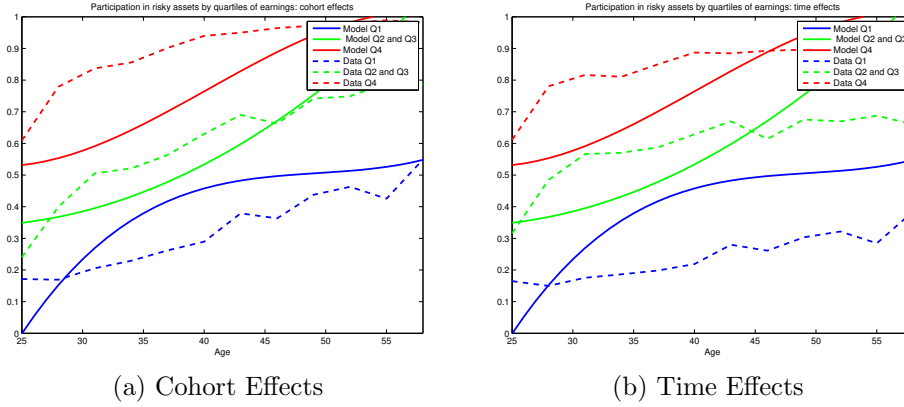 Participation in risky assets by quartiles of earnings: cohort effects
1
0.9
0.8
0.7
0.6
0.5
0.4
0.3
0.2
0.1
0
25
30
35
40
45
50
55
Age
Model Q1
Model Q2 and Q3
Model Q4
Data Q1
Data Q2 and Q3
Data Q4
(a) Cohort Effects
Participation in risky assets by quartiles of earnings: time effects
1
0.9
0.8
0.7
0.6
0.5
0.4
0.3
0.2
0.1
0
25
30
35
40
45
50
55
Age
Model Q1
Model Q2 and Q3
Model Q4
Data Q1
Data Q2 and Q3
Data Q4
(b) Time Effects